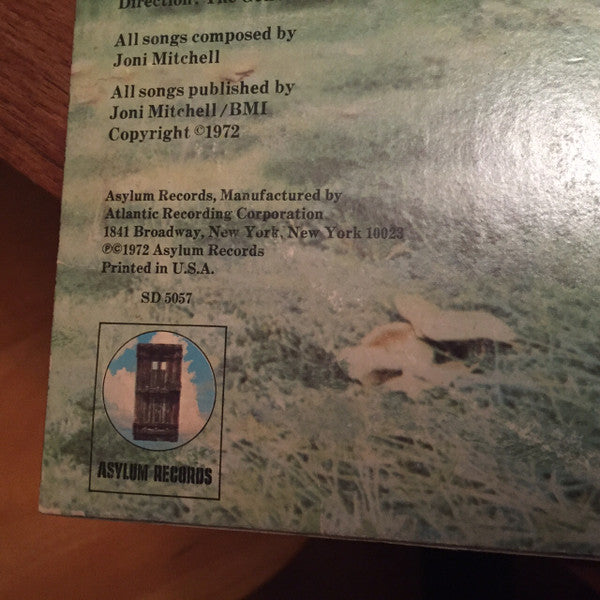 Direction: The
All songs composed by
Joni Mitchell
All songs published by
Joni Mitchell/BMI
Copyright ©1972
Asylum Records, Manufactured by
Atlantic Recording Corporation
1841 Broadway, New York, New York 10023
℗©1972 Asylum Records
Printed in U.S.A.
SD 5057
ASYLUM RECORDS